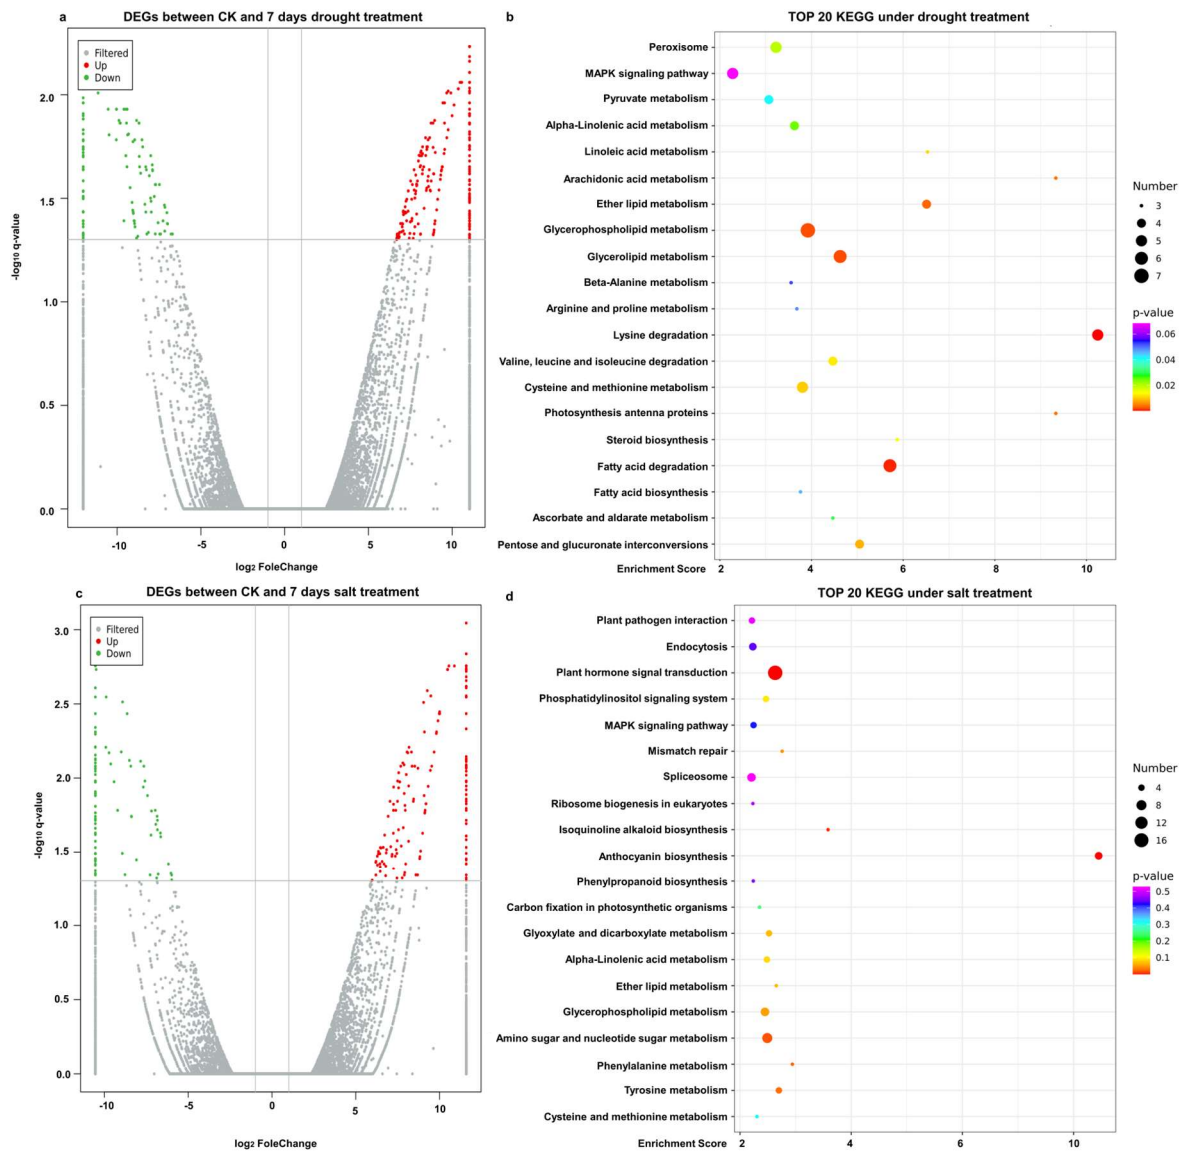 a
DEGs between CK and 7 days drought treatment
Filtered
Up
Down
2.0
1.5
1.0
0.5
0.0
-log10 q-value
-10
-5
0
5
10
log2 FoleChange
b
TOP 20 KEGG under drought treatment
Peroxisome
MAPK signaling pathway
Pyruvate metabolism
Alpha-Linolenic acid metabolism
Linoleic acid metabolism
Arachidonic acid metabolism
Ether lipid metabolism
Glycerophospholipid metabolism
Glycerolipid metabolism
Beta-Alanine metabolism
Arginine and proline metabolism
Lysine degradation
Valine, leucine and isoleucine degradation
Cysteine and methionine metabolism
Photosynthesis antenna proteins
Steroid biosynthesis
Fatty acid degradation
Fatty acid biosynthesis
Ascorbate and aldarate metabolism
Pentose and glucuronate interconversions
Enrichment Score
2
4
6
8
10
Number
3
4
5
6
7
p-value
0.06
0.04
0.02
c
DEGs between CK and 7 days salt treatment
Filtered
Up
Down
3.0
2.5
2.0
1.5
1.0
0.5
0.0
-log10 q-value
-10
-5
0
5
10
log2 FoleChange
d
TOP 20 KEGG under salt treatment
Plant pathogen interaction
Endocytosis
Plant hormone signal transduction
Phosphatidylinositol signaling system
MAPK signaling pathway
Mismatch repair
Spliceosome
Ribosome biogenesis in eukaryotes
Isoquinoline alkaloid biosynthesis
Anthocyanin biosynthesis
Phenylpropanoid biosynthesis
Carbon fixation in photosynthetic organisms
Glyoxylate and dicarboxylate metabolism
Alpha-Linolenic acid metabolism
Ether lipid metabolism
Glycerophospholipid metabolism
Amino sugar and nucleotide sugar metabolism
Phenylalanine metabolism
Tyrosine metabolism
Cysteine and methionine metabolism
Enrichment Score
2
4
6
8
10
Number
4
8
12
16
p-value
0.5
0.4
0.3
0.2
0.1